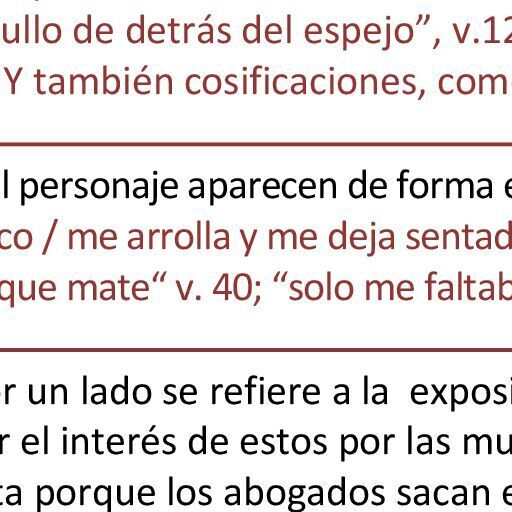 ullo de detrás del espejo”, v.12
Y también cosificaciones, com
l personaje aparecen de forma e
co / me arrolla y me deja sentad
que mate“ v. 40; “solo me faltab
r un lado se refiere a la  exposi
r el interés de estos por las mu
ta porque los abogados sacan e